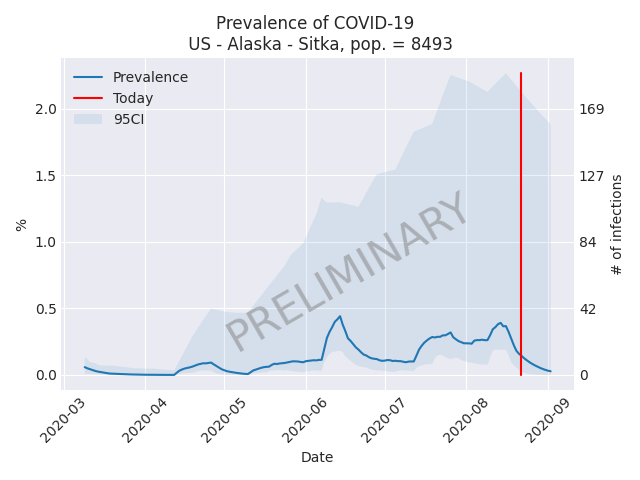 Prevalence of COVID-19
US - Alaska - Sitka, pop. = 8493
Prevalence
Today
95CI
2.0
1.5
1.0
0.5
0.0
%
169
127
84
42
0
# of infections
PRELIMINARY
2020-03
2020-04
2020-05
2020-06
2020-07
2020-08
2020-09
Date